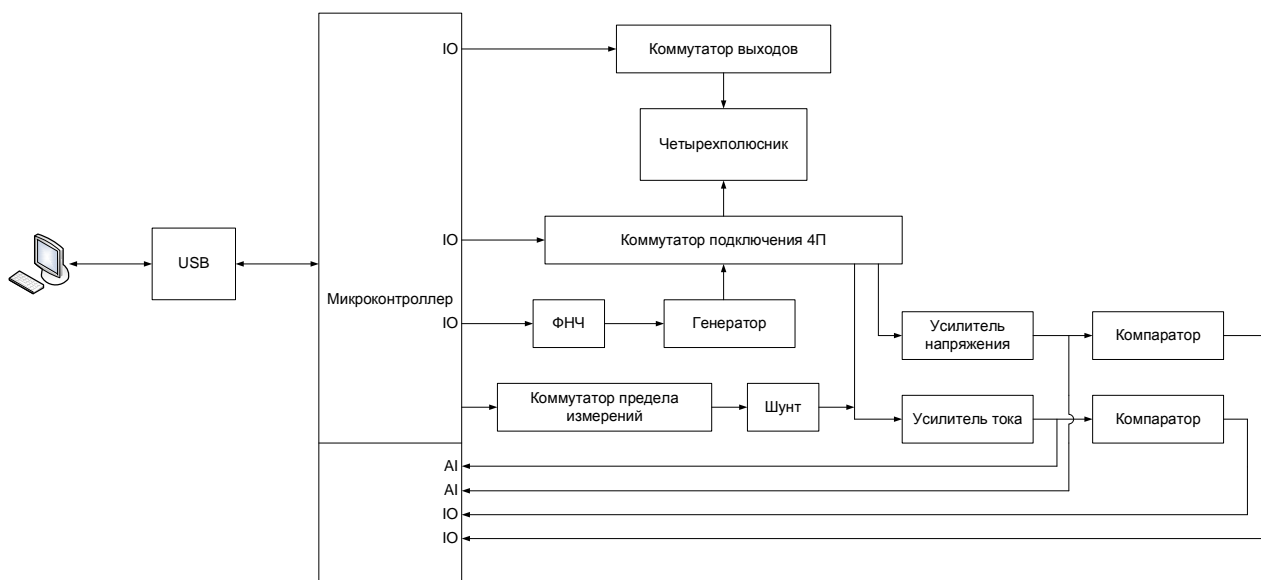 IO
Коммутатор выходов
Четырехполюсник
IO
Коммутатор подключения 4П
USB
Микроконтроллер
IO
ФНЧ
Генератор
Усилитель
напряжения
Компаратор
Коммутатор предела
измерений
Шунт
Усилитель тока
Компаратор
AI
AI
IO
IO